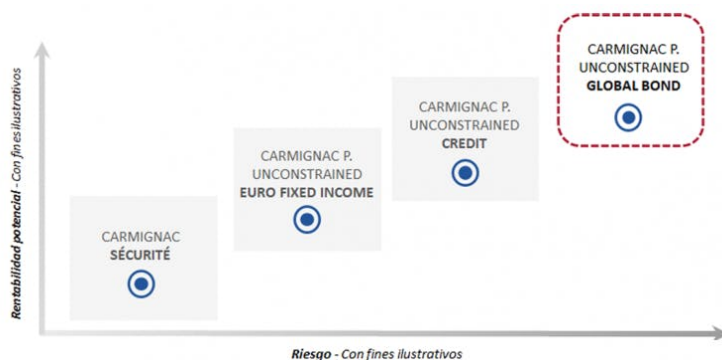 CARMIGNAC P.
UNCONSTRAINED
GLOBAL BOND
CARMIGNAC P.
UNCONSTRAINED
CREDIT
CARMIGNAC P.
UNCONSTRAINED
EURO FIXED INCOME
CARMIGNAC
SÉCURITÉ
Rentabilidad potencial - Con fines ilustrativos
Riesgo - Con fines ilustrativos